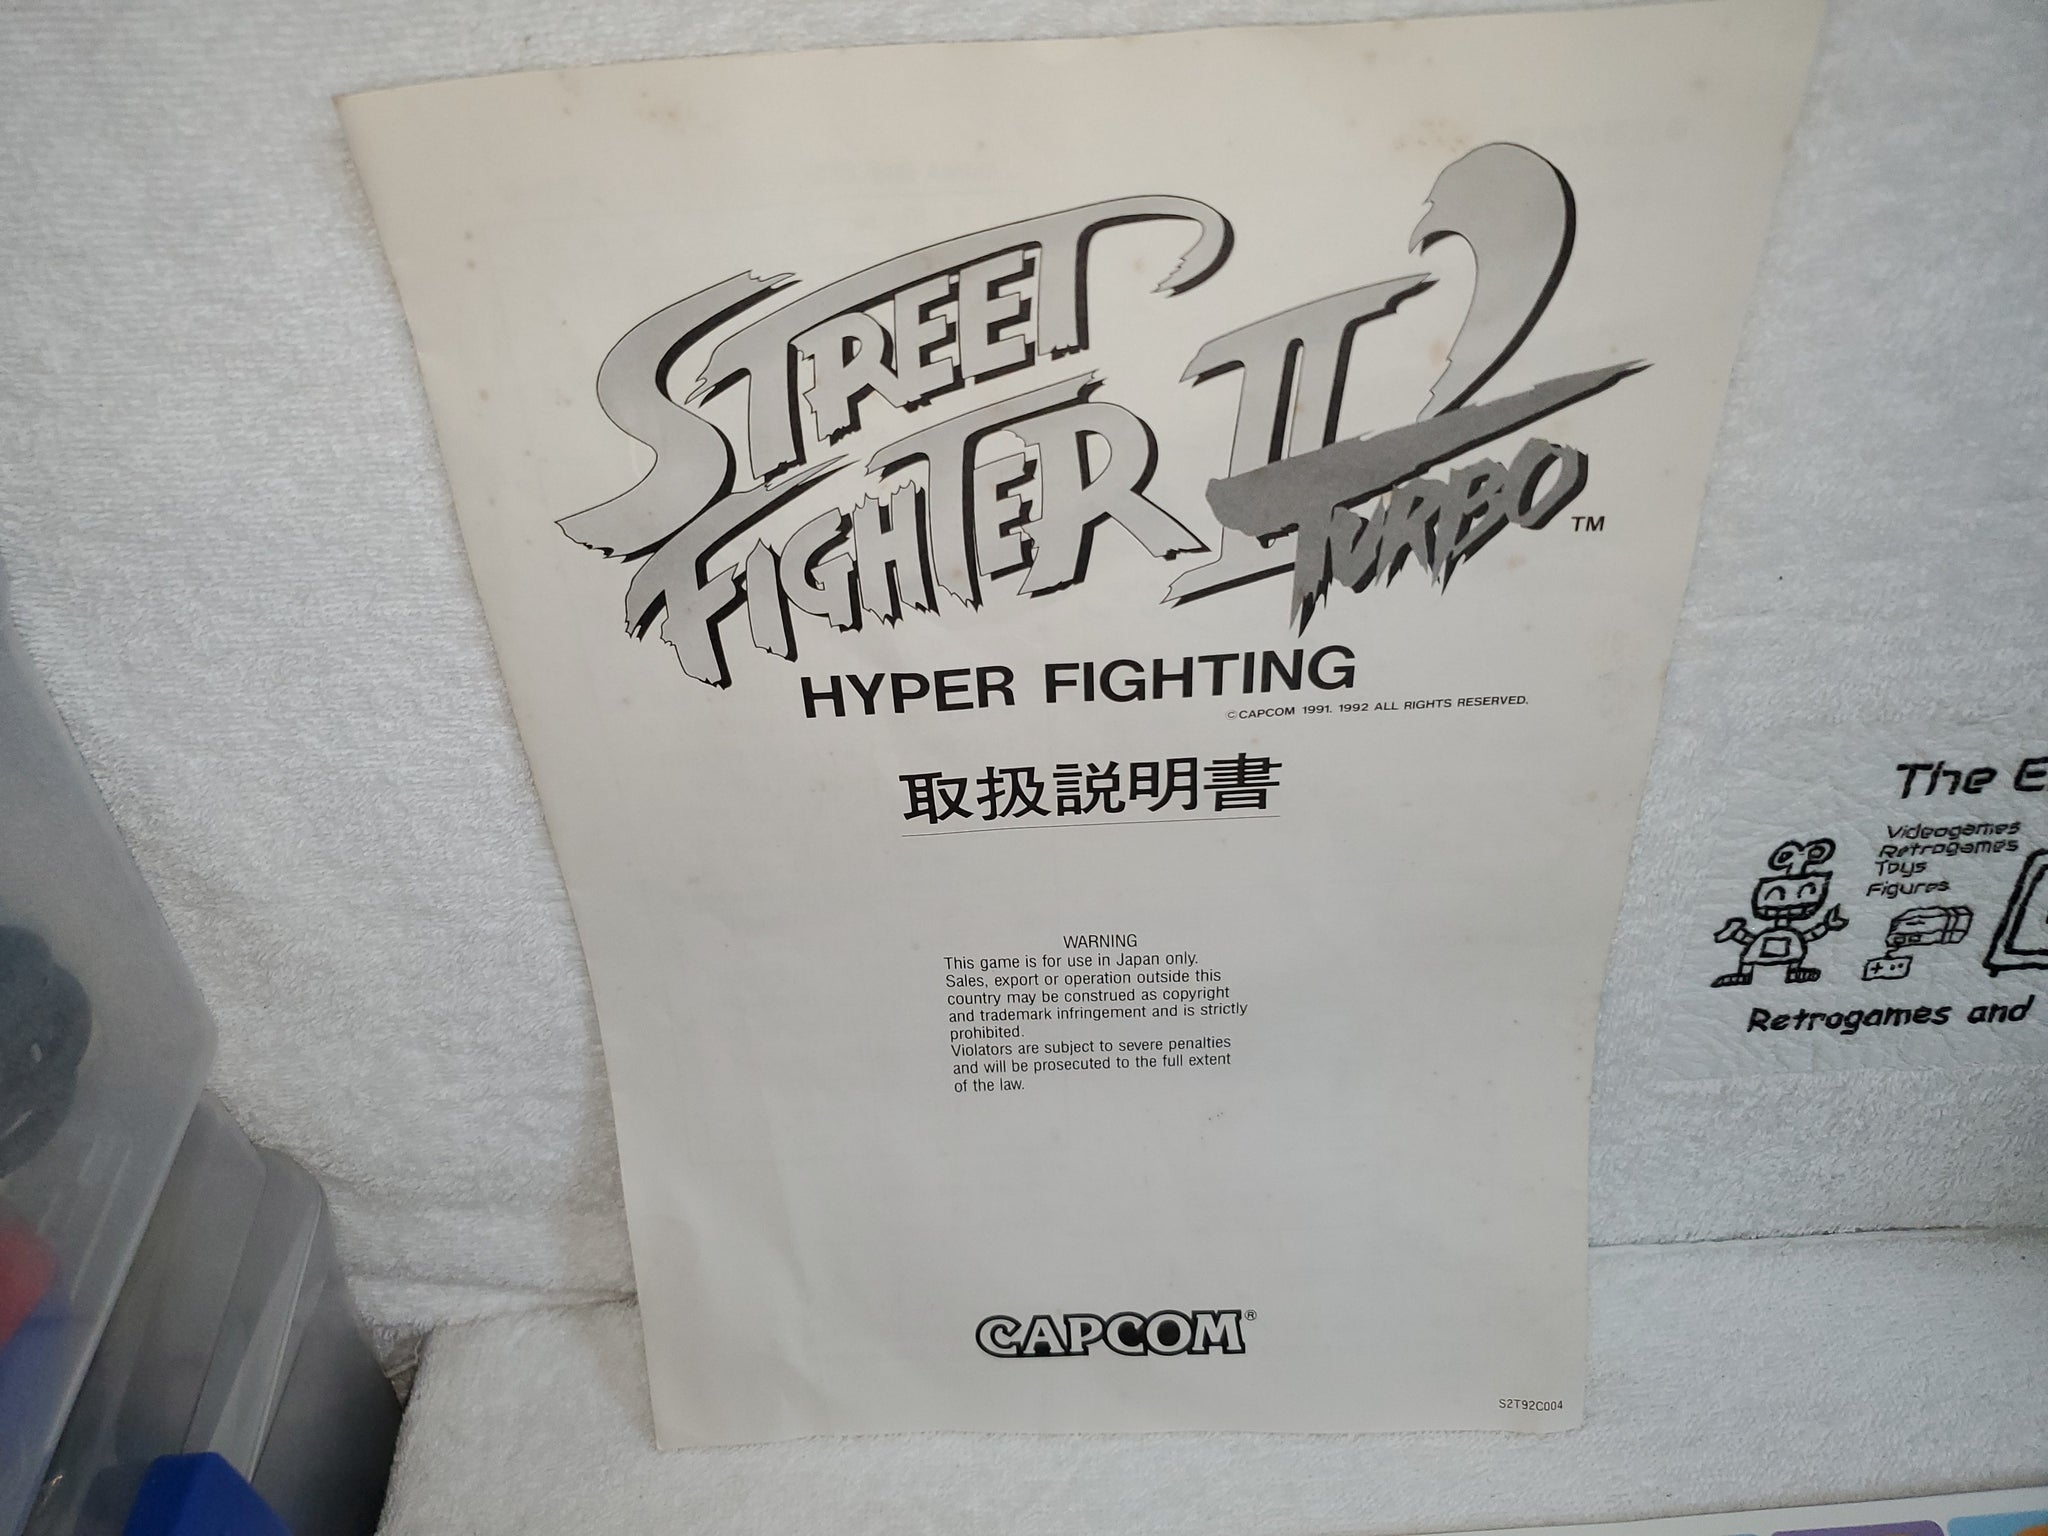 STREET
FIGHTER II'
TURBO TM
HYPER FIGHTING
©CAPCOM 1991, 1992 ALL RIGHTS RESERVED.
取扱説明書
WARNING
This game is for use in Japan only.
Sales, export or operation outside this
country may be construed as copyright
and trademark infringement and is strictly
prohibited.
Violators are subject to severe penalties
and will be prosecuted to the full extent
of the law.
CAPCOM®
S2T92C004
The
Videogames
Retrogames
Toys
Figures
Retrogames and